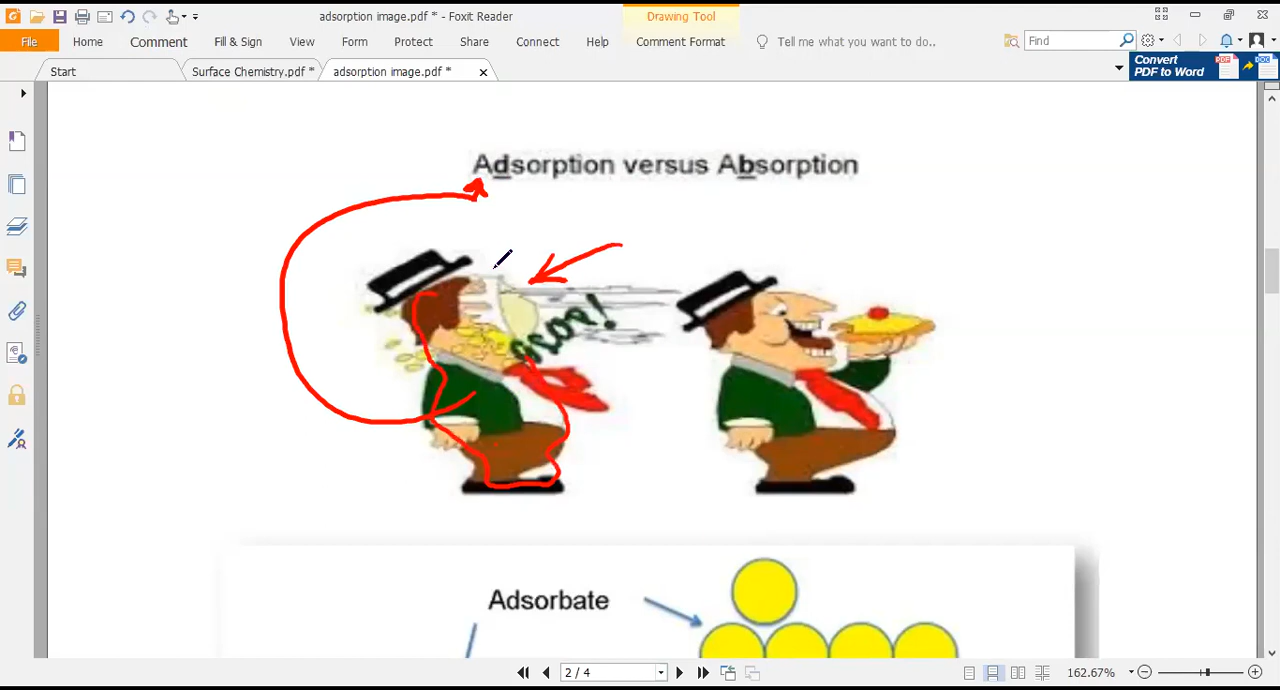 adsorption image.pdf * - Foxit Reader
Drawing Tool
File Home Comment Fill & Sign View Form Protect Share Connect Help Comment Format Tell me what you want to do.. Find
Start Surface Chemistry.pdf * adsorption image.pdf * Convert
PDF to Word
Adsorption versus Absorption
Adsorbate
2 / 4 162.67%